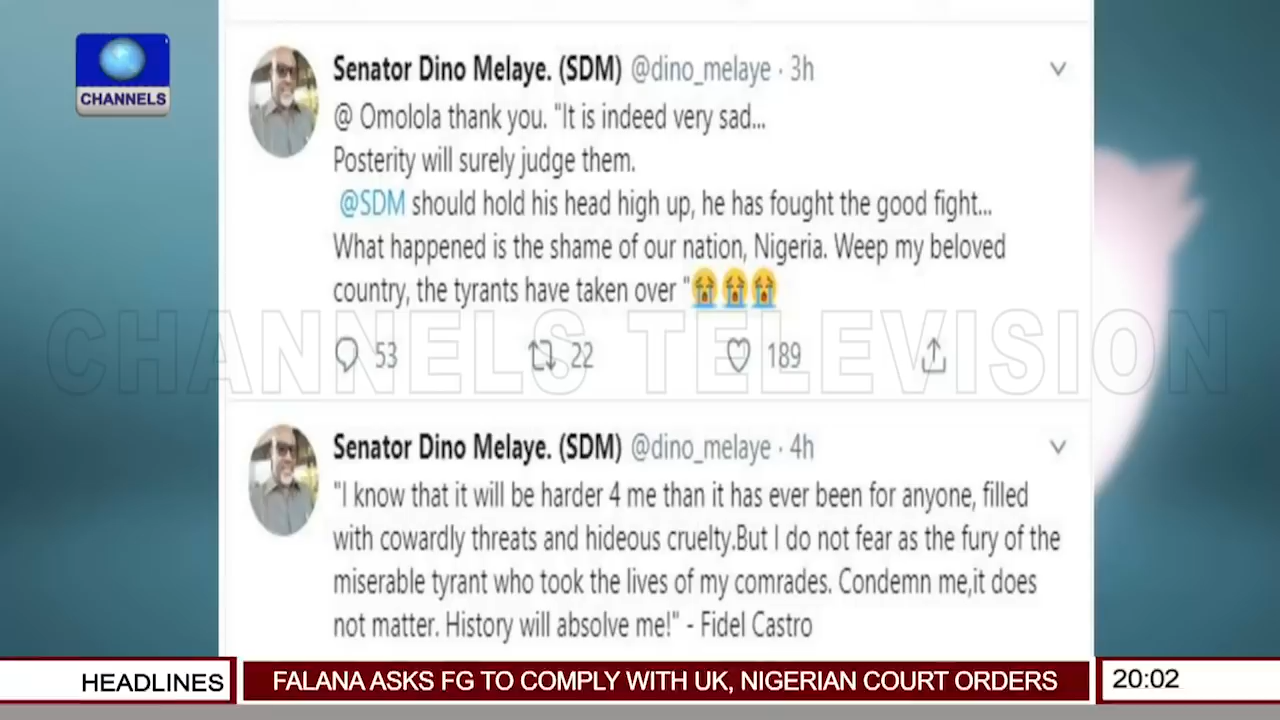 CHANNELS
Senator Dino Melaye. (SDM) @dino_melaye · 3h
@ Omolola thank you. "It is indeed very sad...
Posterity will surely judge them.
@SDM should hold his head high up, he has fought the good fight...
What happened is the shame of our nation, Nigeria. Weep my beloved
country, the tyrants have taken over "😭😭😭
53 22 189
CHANNELS TELEVISION
Senator Dino Melaye. (SDM) @dino_melaye · 4h
"I know that it will be harder 4 me than it has ever been for anyone, filled
with cowardly threats and hideous cruelty.But I do not fear as the fury of the
miserable tyrant who took the lives of my comrades. Condemn me,it does
not matter. History will absolve me!" - Fidel Castro
HEADLINES FALANA ASKS FG TO COMPLY WITH UK, NIGERIAN COURT ORDERS 20:02